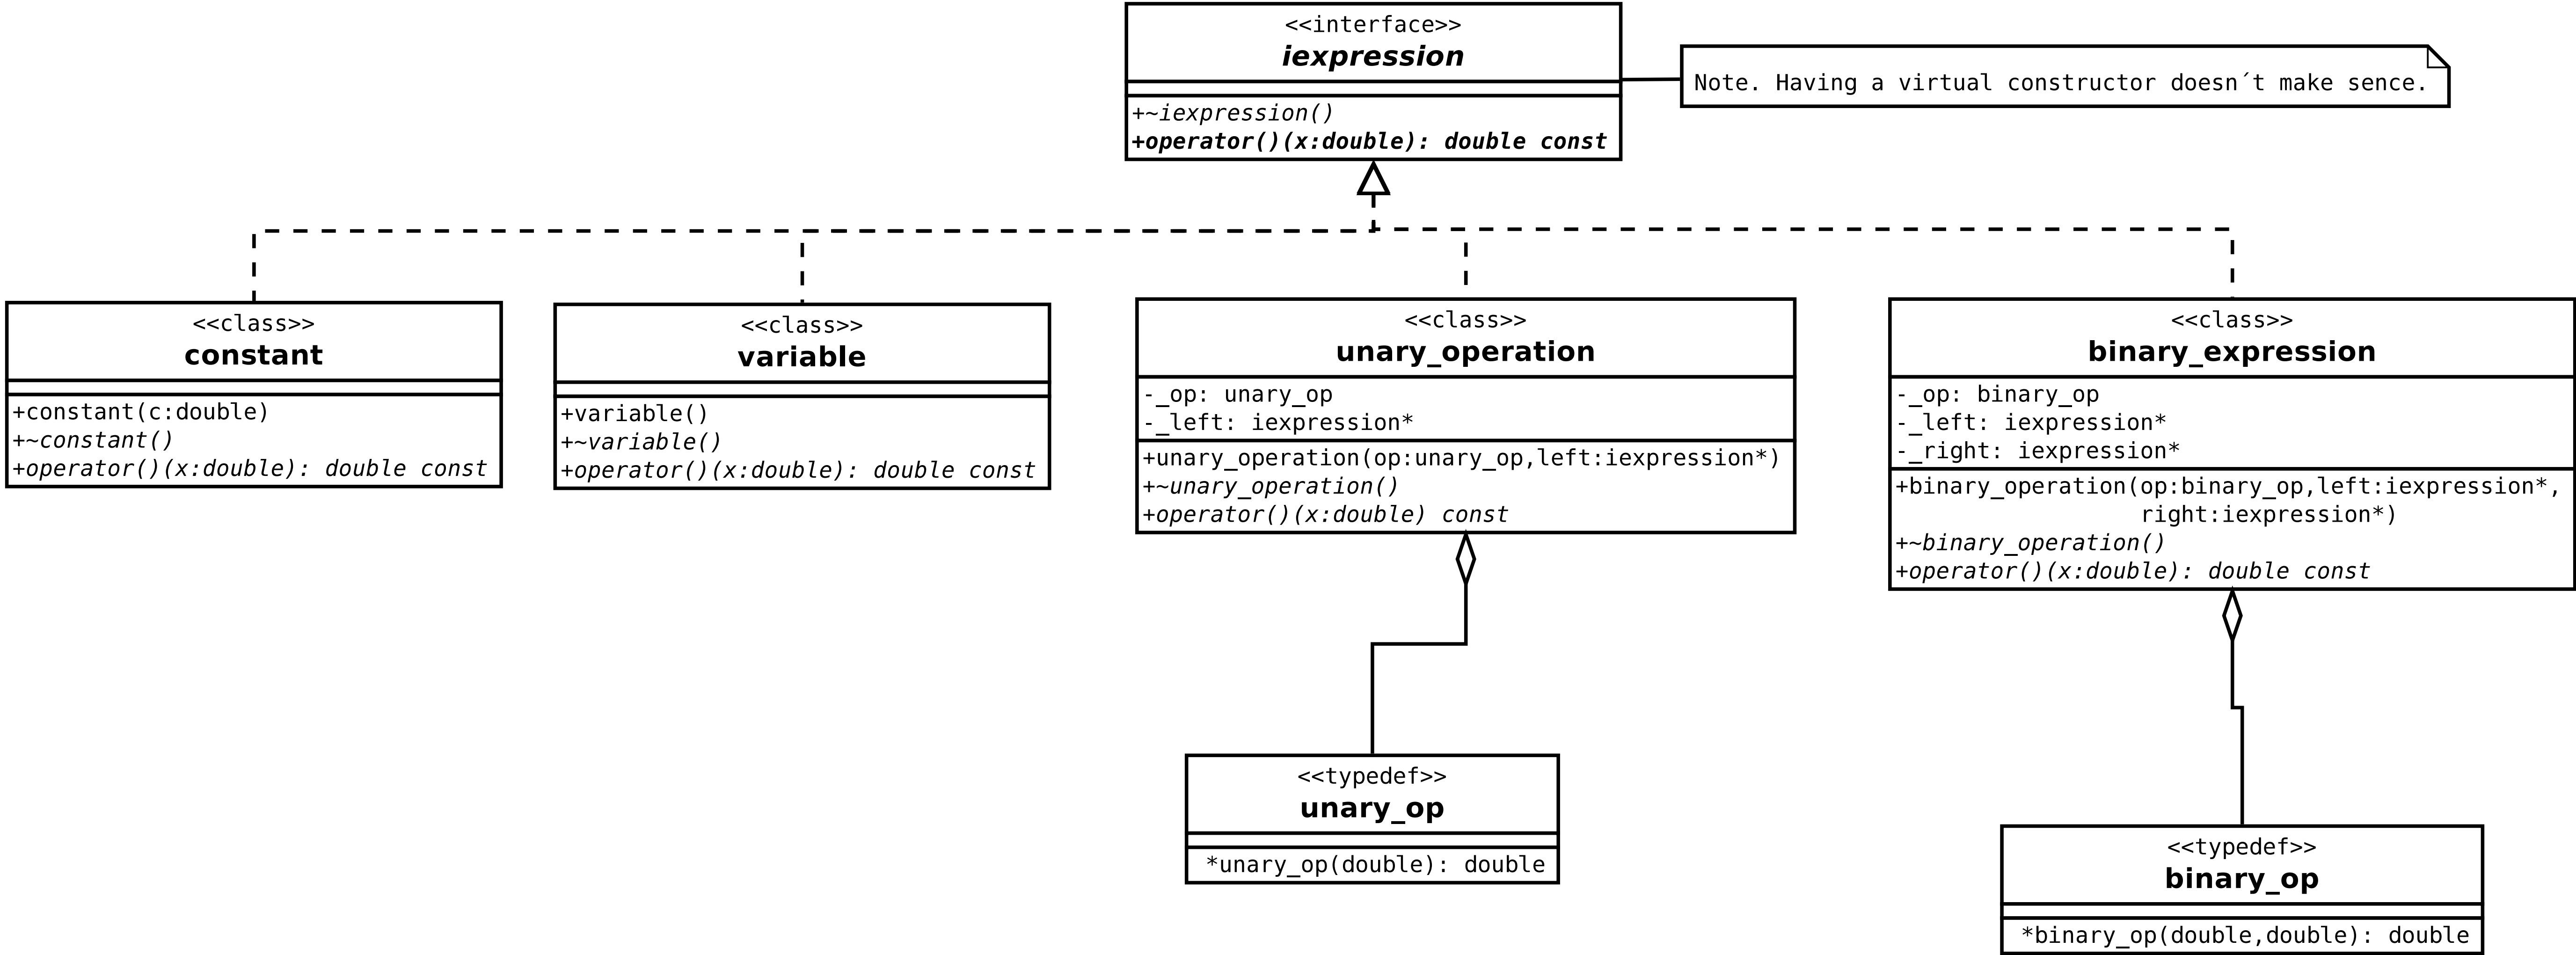 <<interface>>
iexpression
+~iexpression()
+operator()(x:double): double const
Note. Having a virtual constructor doesn´t make sence.
<<class>>
constant
+constant(c:double)
+~constant()
+operator()(x:double): double const
<<class>>
variable
+variable()
+~variable()
+operator()(x:double): double const
<<class>>
unary_operation
-_op: unary_op
-_left: iexpression*
+unary_operation(op:unary_op,left:iexpression*)
+~unary_operation()
+operator()(x:double) const
<<class>>
binary_expression
-_op: binary_op
-_left: iexpression*
-_right: iexpression*
+binary_operation(op:binary_op,left:iexpression*,
right:iexpression*)
+~binary_operation()
+operator()(x:double): double const
<<typedef>>
unary_op
*unary_op(double): double
<<typedef>>
binary_op
*binary_op(double,double): double